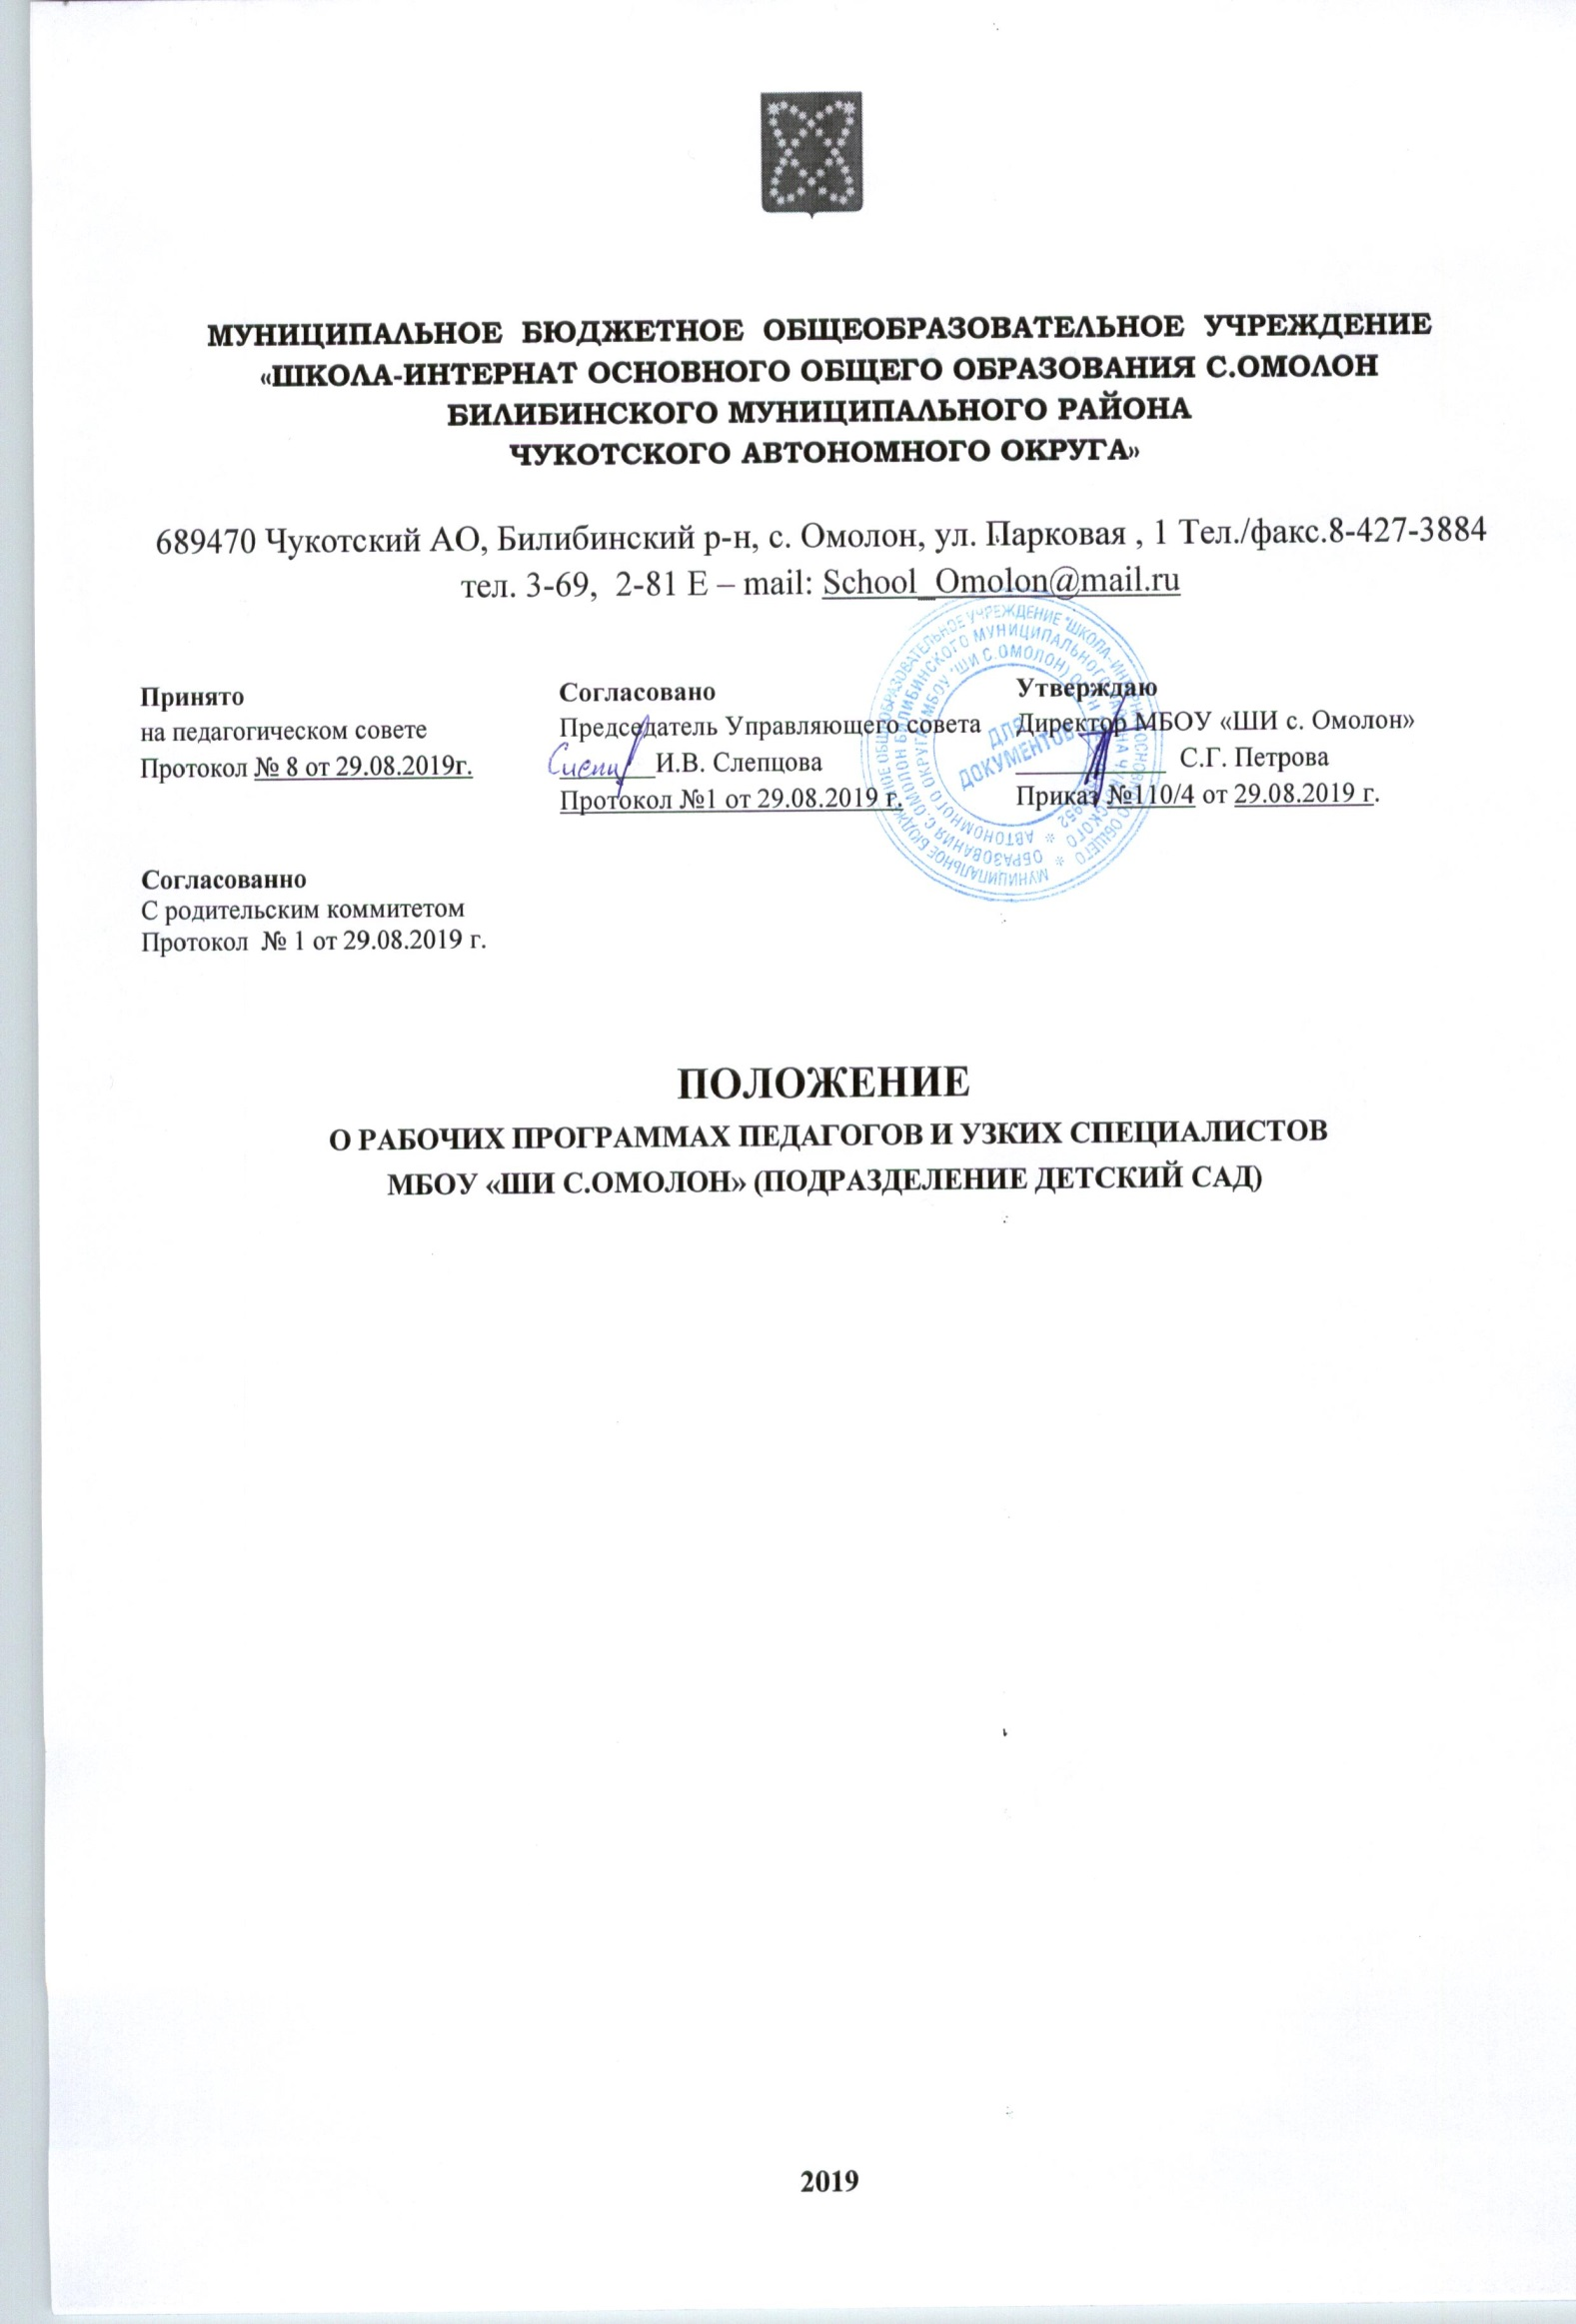 МУНИЦИПАЛЬНОЕ БЮДЖЕТНОЕ ОБЩЕОБРАЗОВАТЕЛЬНОЕ УЧРЕЖДЕНИЕ
«ШКОЛА-ИНТЕРНАТ ОСНОВНОГО ОБЩЕГО ОБРАЗОВАНИЯ С.ОМОЛОН
БИЛИБИНСКОГО МУНИЦИПАЛЬНОГО РАЙОНА
ЧУКОТСКОГО АВТОНОМНОГО ОКРУГА»
689470 Чукотский АО, Билибинский р-н, с. Омолон, ул. Парковая , 1 Тел./факс.8-427-3884
тел. 3-69, 2-81 E – mail: School_Omolon@mail.ru
Принято
на педагогическом совете
Протокол № 8 от 29.08.2019г.
Согласовано
Председатель Управляющего совета
И.В. Слепцова
Протокол №1 от 29.08.2019 г.
Утверждаю
Директор МБОУ «ШИ с. Омолон»
С.Г. Петрова
Приказ №110/4 от 29.08.2019 г.
ДЛЯ
ДОКУМЕНТОВ
Согласованно
С родительским коммитетом
Протокол № 1 от 29.08.2019 г.
ПОЛОЖЕНИЕ
О РАБОЧИХ ПРОГРАММАХ ПЕДАГОГОВ И УЗКИХ СПЕЦИАЛИСТОВ
МБОУ «ШИ С.ОМОЛОН» (ПОДРАЗДЕЛЕНИЕ ДЕТСКИЙ САД)
2019